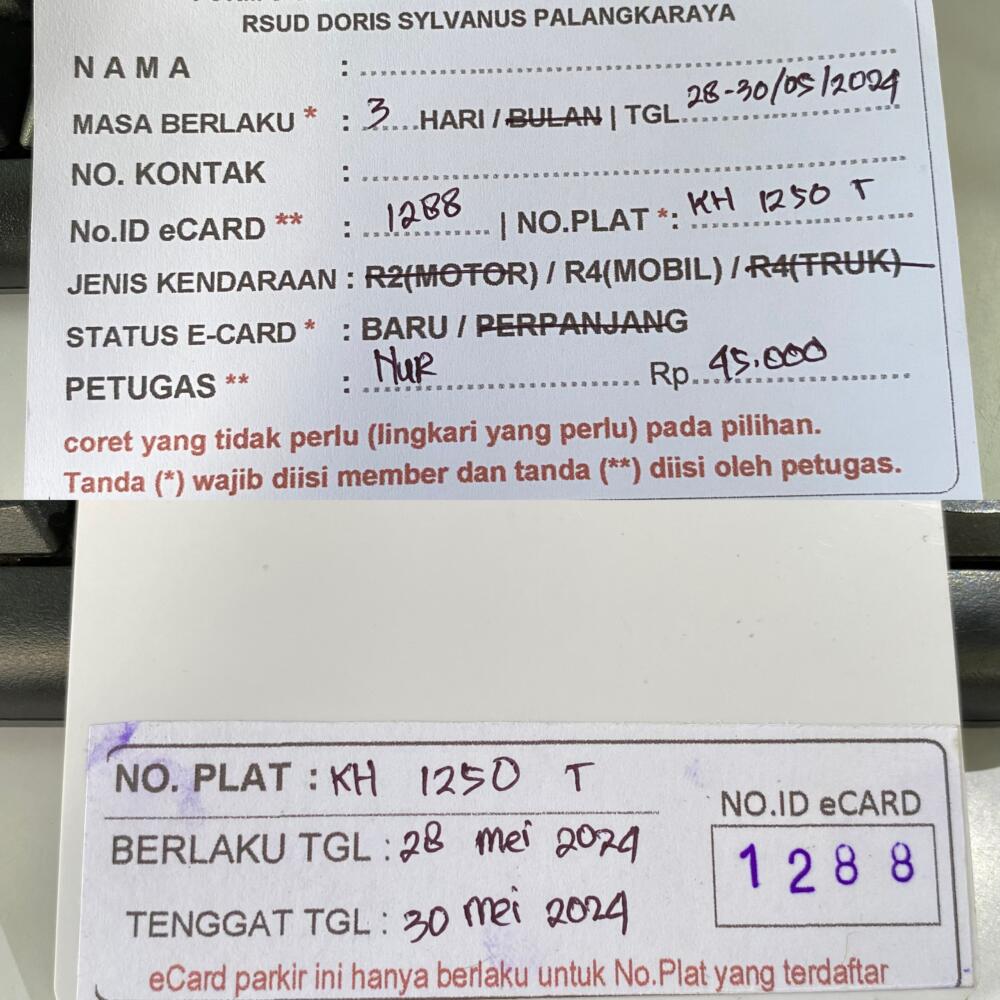 RSUD DORIS SYLVANUS PALANGKARAYA
NAMA :
MASA BERLAKU * : 3 HARI / BULAN | TGL 28-30/05/2024
NO. KONTAK :
No.ID eCARD ** : 1288 | NO.PLAT *: KH 1250 T
JENIS KENDARAAN : R2(MOTOR) / R4(MOBIL) / R4(TRUK)
STATUS E-CARD * : BARU / PERPANJANG
PETUGAS ** : NUR Rp. 45.000
coret yang tidak perlu (lingkari yang perlu) pada pilihan.
Tanda (*) wajib diisi member dan tanda (**) diisi oleh petugas.
NO. PLAT : KH 1250 T
BERLAKU TGL : 28 mei 2024
TENGGAT TGL : 30 mei 2024
NO.ID eCARD
1288
eCard parkir ini hanya berlaku untuk No.Plat yang terdaftar